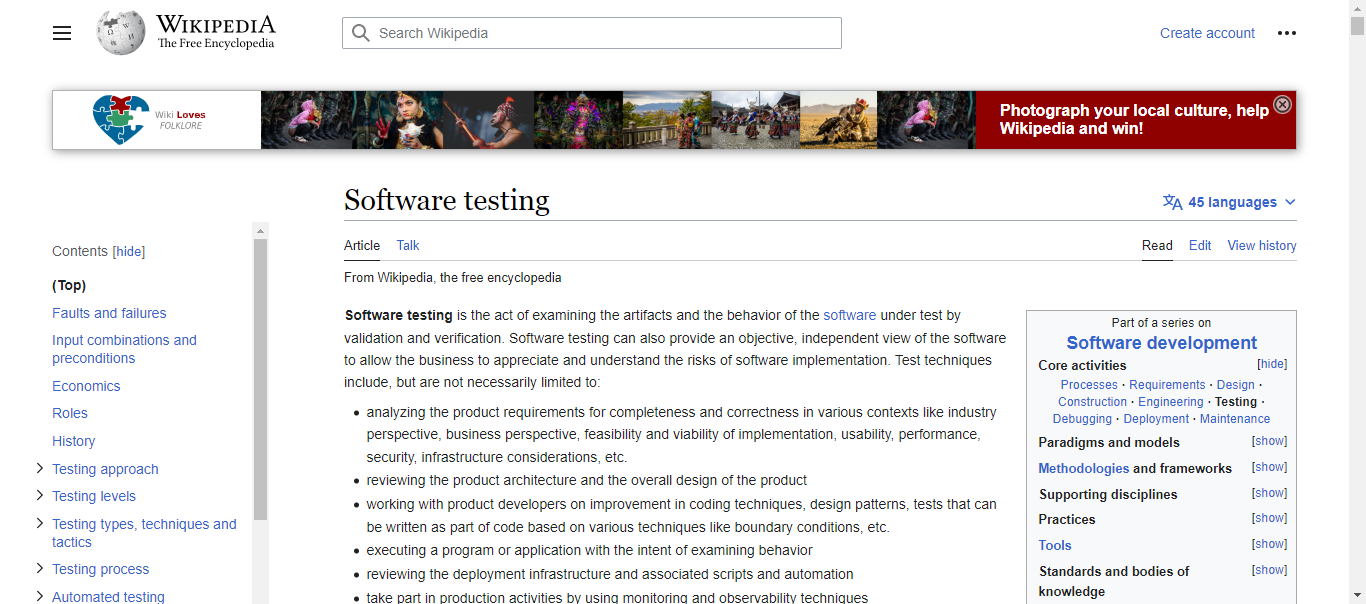 WIKIPEDIA
The Free Encyclopedia
Search Wikipedia
Create account
Wiki Loves
FOLKLORE
Photograph your local culture, help
Wikipedia and win!
Software testing
45 languages
Contents [hide]
(Top)
Faults and failures
Input combinations and
preconditions
Economics
Roles
History
Testing approach
Testing levels
Testing types, techniques and
tactics
Testing process
Automated testing
Article Talk
Read Edit View history
From Wikipedia, the free encyclopedia
Software testing is the act of examining the artifacts and the behavior of the software under test by
validation and verification. Software testing can also provide an objective, independent view of the software
to allow the business to appreciate and understand the risks of software implementation. Test techniques
include, but are not necessarily limited to:
• analyzing the product requirements for completeness and correctness in various contexts like industry
perspective, business perspective, feasibility and viability of implementation, usability, performance,
security, infrastructure considerations, etc.
• reviewing the product architecture and the overall design of the product
• working with product developers on improvement in coding techniques, design patterns, tests that can
be written as part of code based on various techniques like boundary conditions, etc.
• executing a program or application with the intent of examining behavior
• reviewing the deployment infrastructure and associated scripts and automation
• take part in production activities by using monitoring and observability techniques
Part of a series on
Software development
Core activities [hide]
Processes · Requirements · Design ·
Construction · Engineering · Testing ·
Debugging · Deployment · Maintenance
Paradigms and models [show]
Methodologies and frameworks [show]
Supporting disciplines [show]
Practices [show]
Tools [show]
Standards and bodies of [show]
knowledge